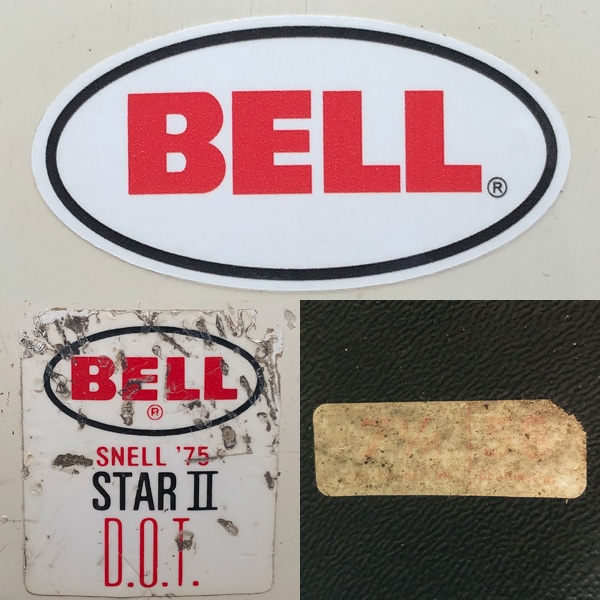 BELL®
BELL
®
SNELL '75
STAR II
D.O.T.